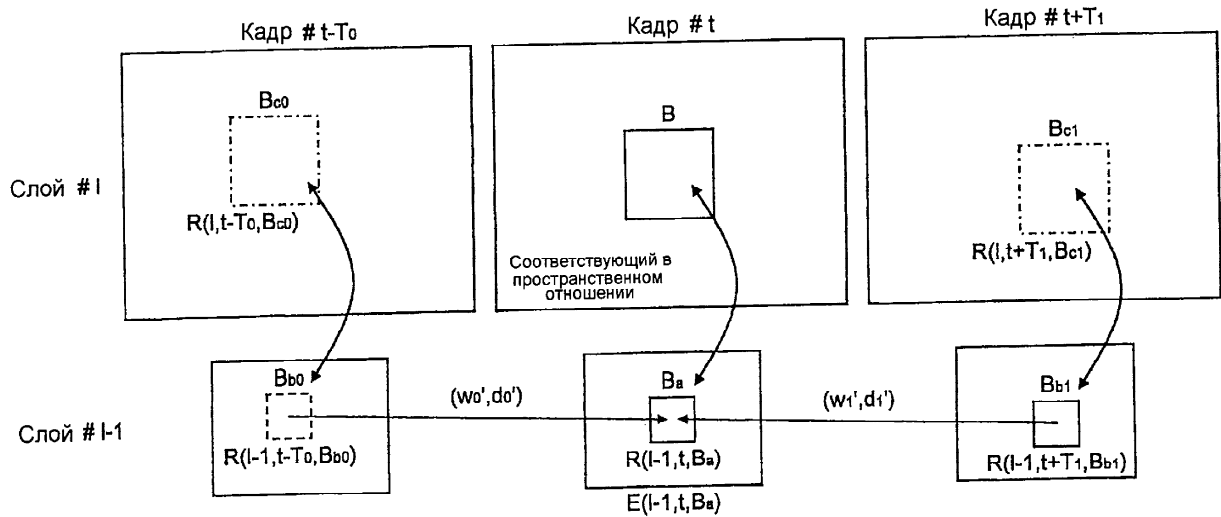 Кадр # t-T0
Кадр # t
Кадр # t+T1
Bc0
B
Bc1
Слой # l
R(l,t-T0,Bc0)
R(l,t+T1,Bc1)
Соответствующий в
пространственном
отношении
Bb0
Ba
Bb1
(w0',d0')
(w1',d1')
Слой # l-1
R(l-1,t-T0,Bb0)
R(l-1,t,Ba)
R(l-1,t+T1,Bb1)
E(l-1,t,Ba)